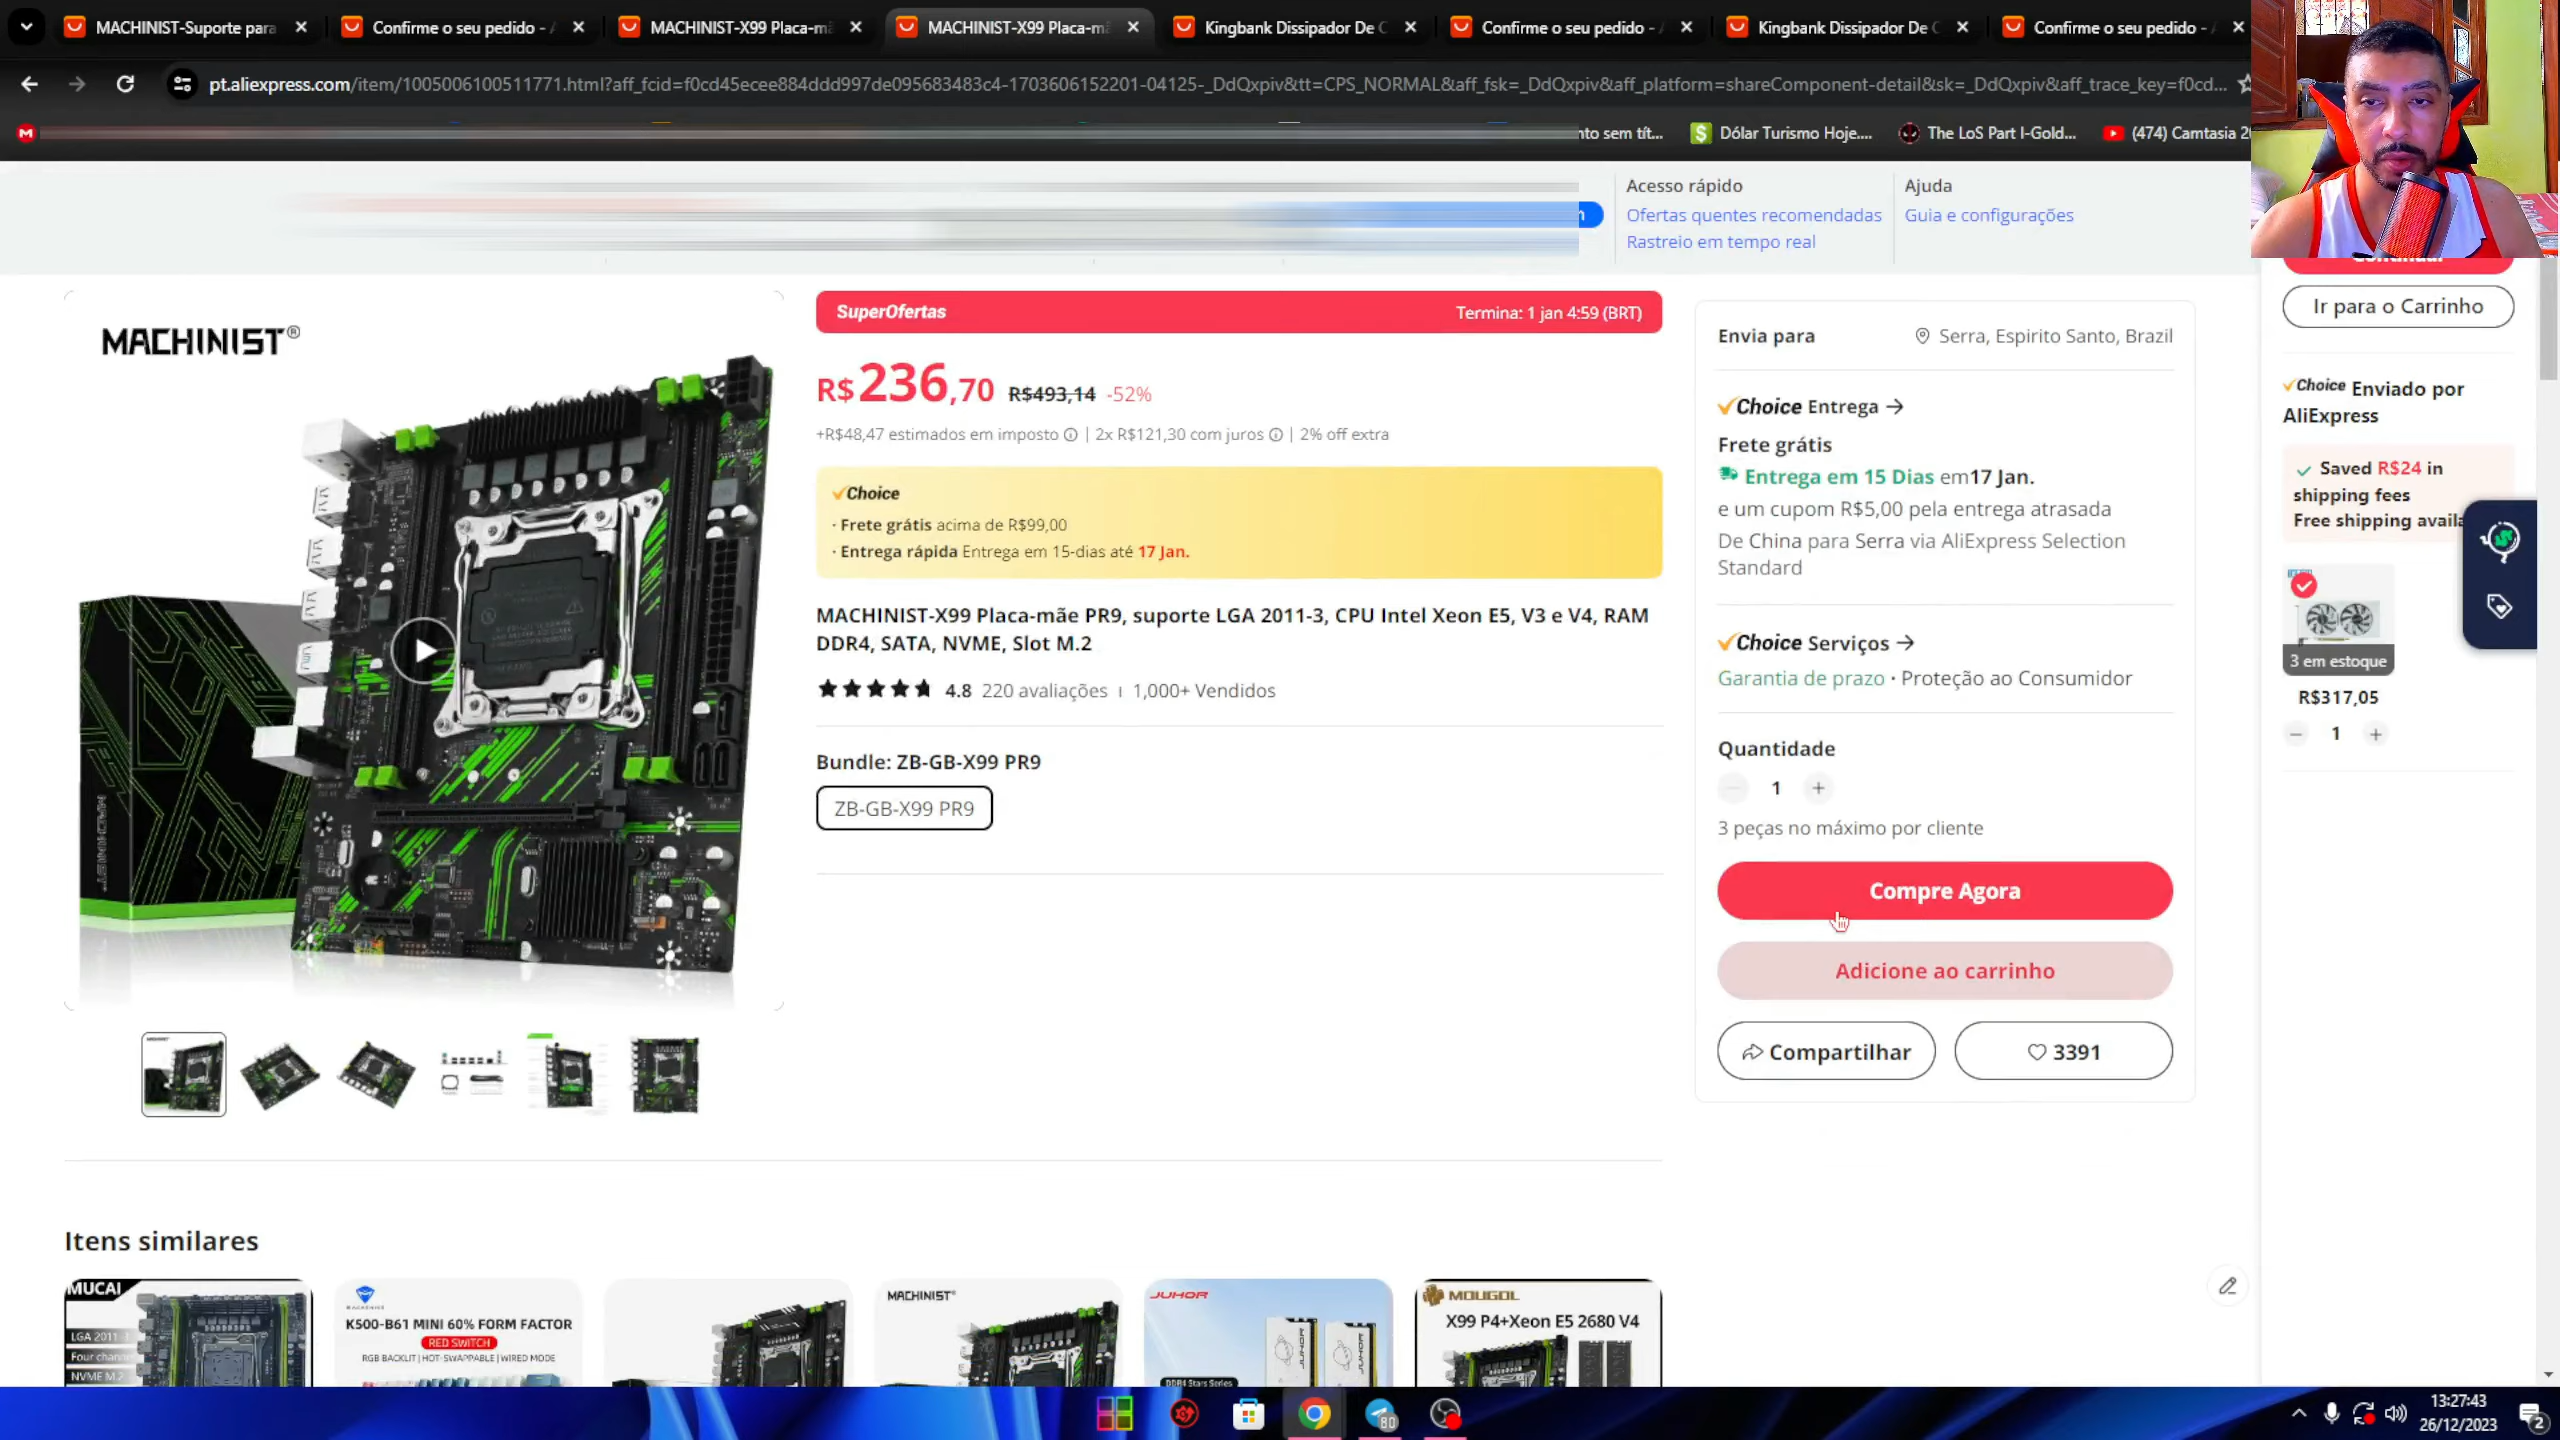 MACHINIST-Suporte para
Confirme o seu pedido - A
MACHINIST-X99 Placa-mã
MACHINIST-X99 Placa-mã
Kingbank Dissipador De C
Confirme o seu pedido - A
Kingbank Dissipador De C
Confirme o seu pedido -
pt.aliexpress.com/item/1005006100511771.html?aff_fcid=f0cd45ecee884ddd997de095683483c4-1703606152201-04125-_DdQxpiv&tt=CPS_NORMAL&aff_fsk=_DdQxpiv&aff_platform=shareComponent-detail&sk=_DdQxpiv&aff_trace_key=f0cd...
nto sem tít...
Dólar Turismo Hoje....
The LoS Part I-Gold...
(474) Camtasia 20
Acesso rápido
Ofertas quentes recomendadas
Rastreio em tempo real
Ajuda
Guia e configurações
MACHINIST®
SuperOfertas
Termina: 1 jan 4:59 (BRT)
R$236,70 R$493,14 -52%
+R$48,47 estimados em imposto | 2x R$121,30 com juros | 2% off extra
Choice
· Frete grátis acima de R$99,00
· Entrega rápida Entrega em 15-dias até 17 Jan.
MACHINIST-X99 Placa-mãe PR9, suporte LGA 2011-3, CPU Intel Xeon E5, V3 e V4, RAM
DDR4, SATA, NVME, Slot M.2
4.8 220 avaliações | 1,000+ Vendidos
Bundle: ZB-GB-X99 PR9
ZB-GB-X99 PR9
Envia para
Serra, Espirito Santo, Brazil
Choice Entrega
Frete grátis
Entrega em 15 Dias em17 Jan.
e um cupom R$5,00 pela entrega atrasada
De China para Serra via AliExpress Selection
Standard
Choice Serviços
Garantia de prazo · Proteção ao Consumidor
Quantidade
1
3 peças no máximo por cliente
Compre Agora
Adicione ao carrinho
Compartilhar
3391
Continuar
Ir para o Carrinho
Choice Enviado por
AliExpress
Saved R$24 in
shipping fees
Free shipping availa
3 em estoque
R$317,05
1
Itens similares
MUCAI
LGA 2011-3
Four chann
NVME M.2
MACHINIST
K500-B61 MINI 60% FORM FACTOR
RED SWITCH
RGB BACKLIT | HOT-SWAPPABLE | WIRED MODE
MACHINIST®
JUHOR
JUHOR
DDR4 Stars Series
MOUGOL
X99 P4+Xeon E5 2680 V4
80
13:27:43
26/12/2023
2